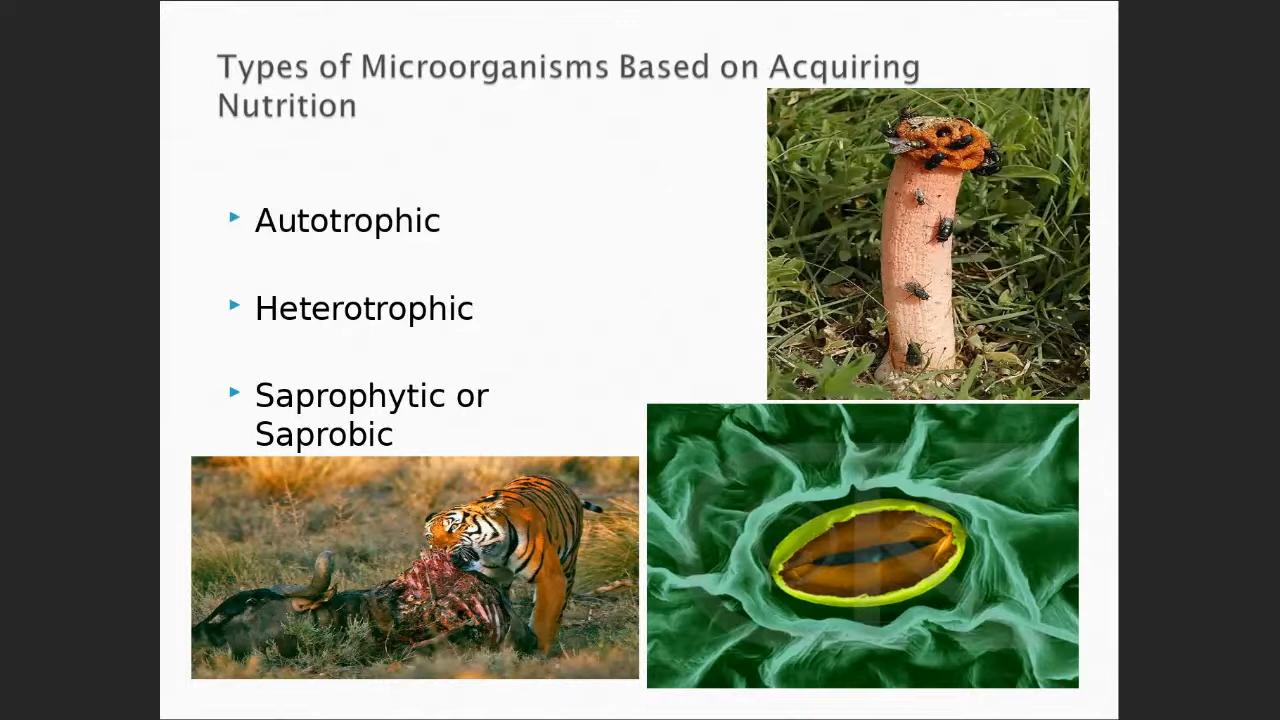 Types of Microorganisms Based on Acquiring
Nutrition
Autotrophic
Heterotrophic
Saprophytic or
Saprobic